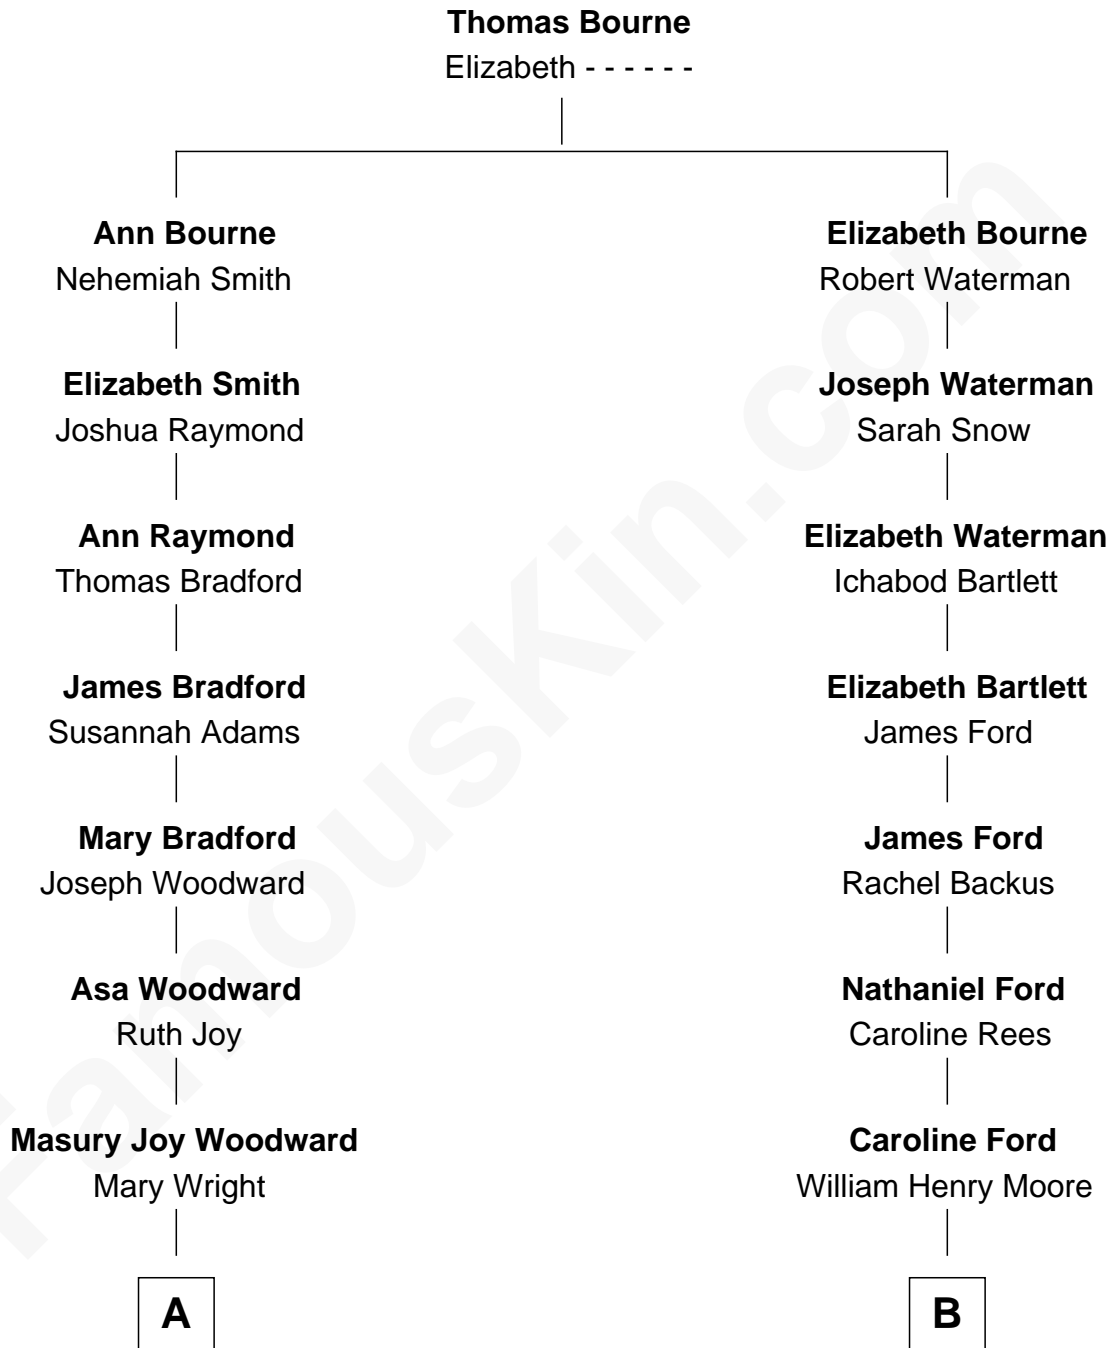 Thomas Bourne
Elizabeth - - - - - -
Ann Bourne
Nehemiah Smith
Elizabeth Bourne
Robert Waterman
Elizabeth Smith
Joshua Raymond
Joseph Waterman
Sarah Snow
Ann Raymond
Thomas Bradford
Elizabeth Waterman
Ichabod Bartlett
James Bradford
Susannah Adams
Elizabeth Bartlett
James Ford
Mary Bradford
Joseph Woodward
James Ford
Rachel Backus
Asa Woodward
Ruth Joy
Nathaniel Ford
Caroline Rees
Masury Joy Woodward
Mary Wright
Caroline Ford
William Henry Moore
A
B
FamousKin.com